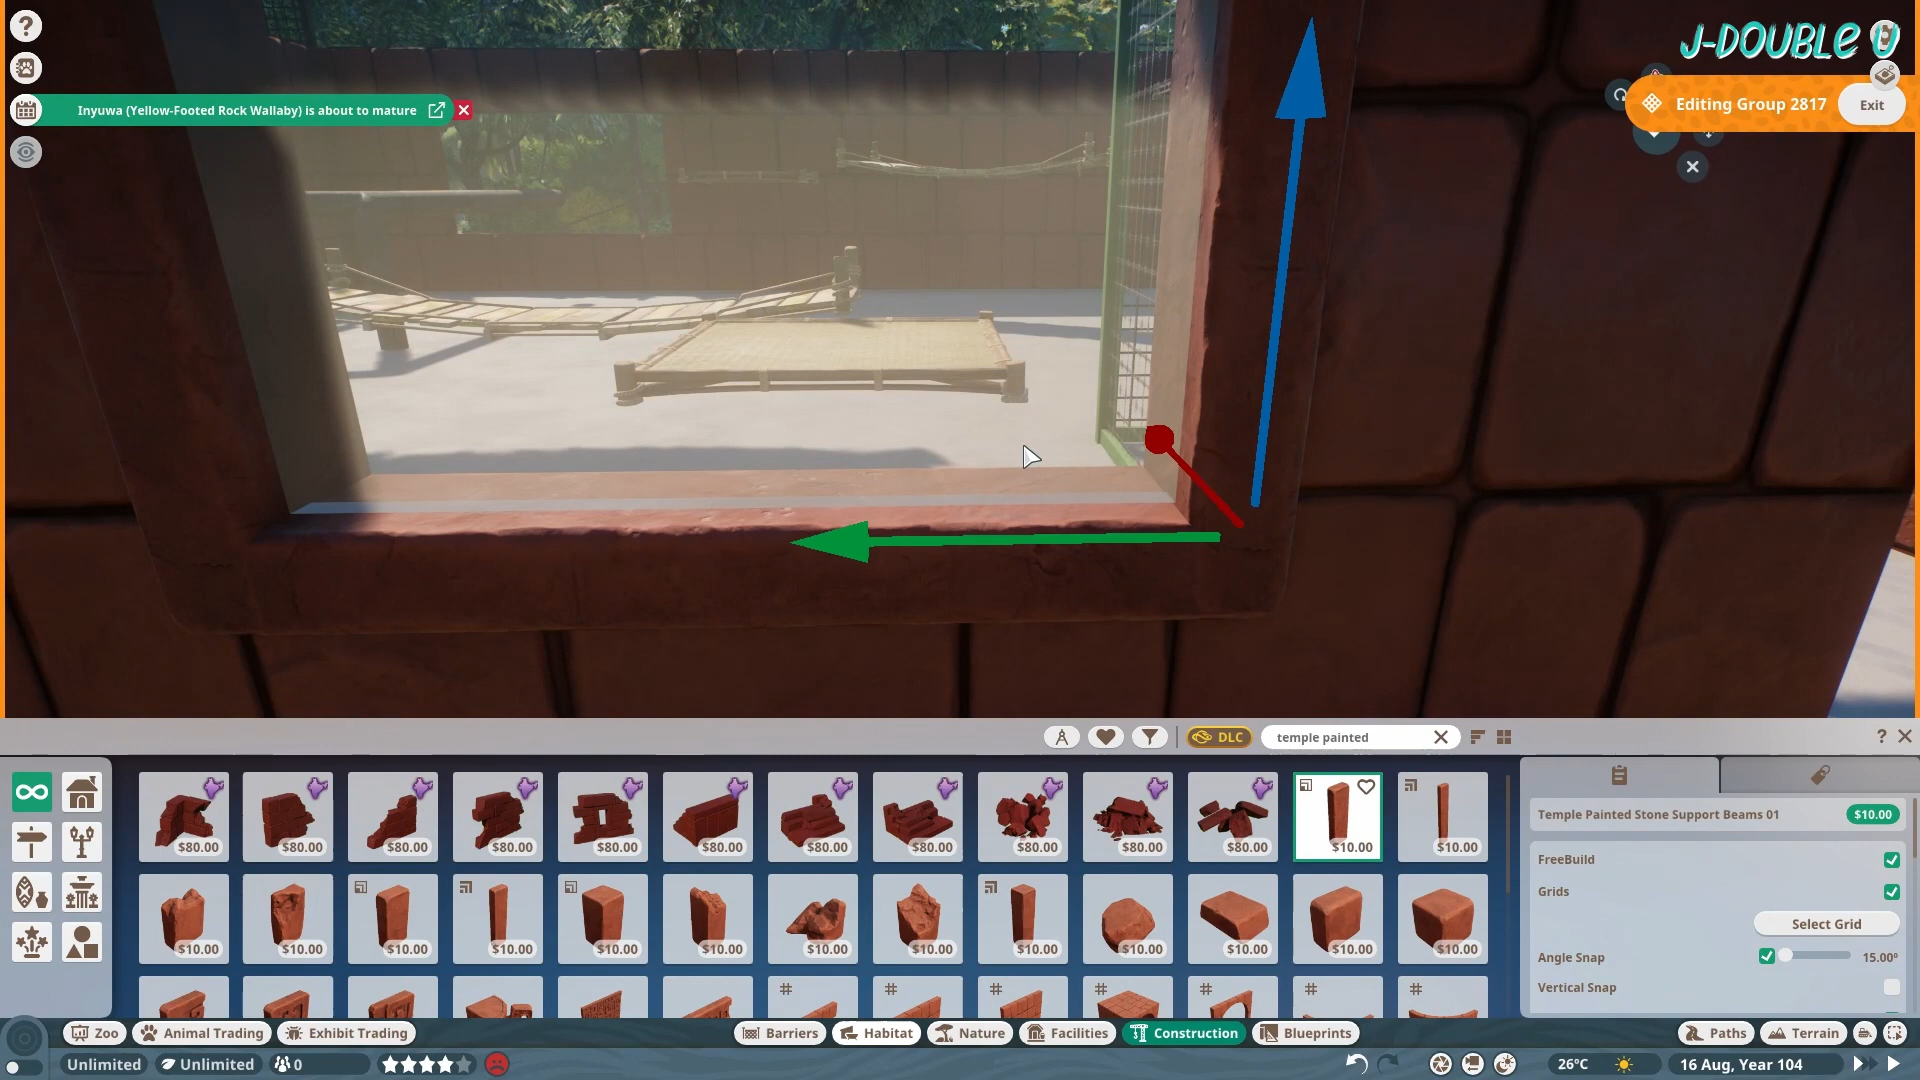 J-DOUBLE U
Inyuwa (Yellow-Footed Rock Wallaby) is about to mature
Editing Group 2817
Exit
DLC
temple painted
$80.00 $80.00 $80.00 $80.00 $80.00 $80.00 $80.00 $80.00 $80.00 $80.00 $80.00 $10.00 $10.00
$10.00 $10.00 $10.00 $10.00 $10.00 $10.00 $10.00 $10.00 $10.00 $10.00 $10.00 $10.00 $10.00
Temple Painted Stone Support Beams 01 $10.00
FreeBuild
Grids
Select Grid
Angle Snap 15.00°
Vertical Snap
Zoo Animal Trading Exhibit Trading Barriers Habitat Nature Facilities Construction Blueprints Paths Terrain
Unlimited Unlimited 0 26°C 16 Aug, Year 104